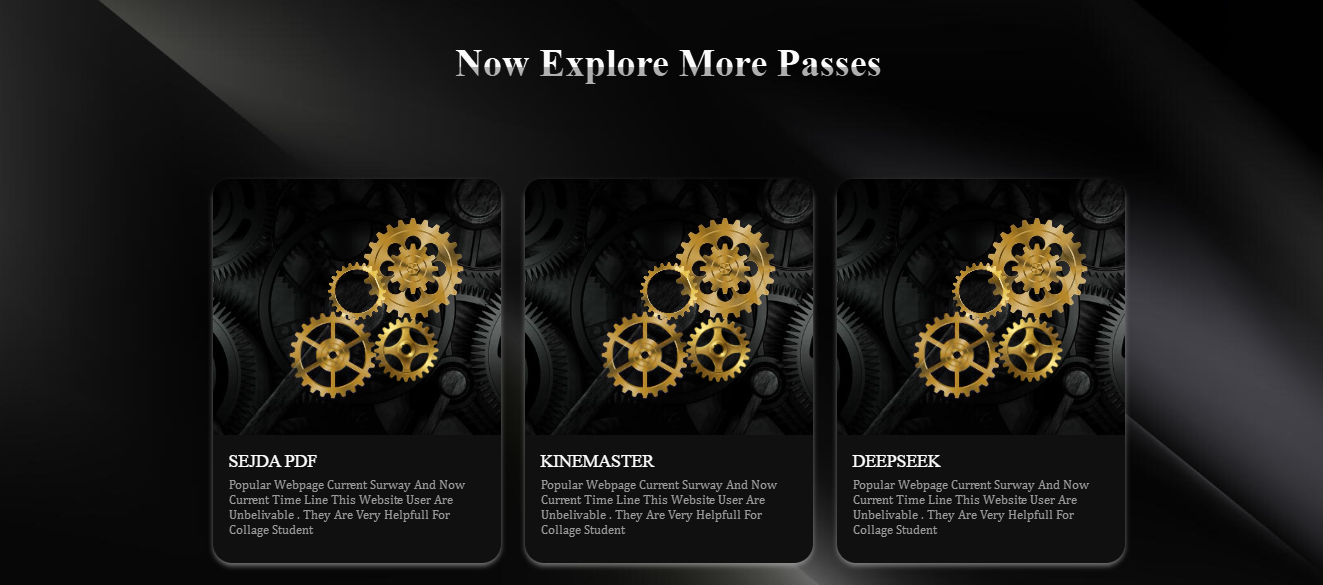 Now Explore More Passes
SEJDA PDF
Popular Webpage Current Surway And Now
Current Time Line This Website User Are
Unbelivable . They Are Very Helpfull For
Collage Student
KINEMASTER
Popular Webpage Current Surway And Now
Current Time Line This Website User Are
Unbelivable . They Are Very Helpfull For
Collage Student
DEEPSEEK
Popular Webpage Current Surway And Now
Current Time Line This Website User Are
Unbelivable . They Are Very Helpfull For
Collage Student